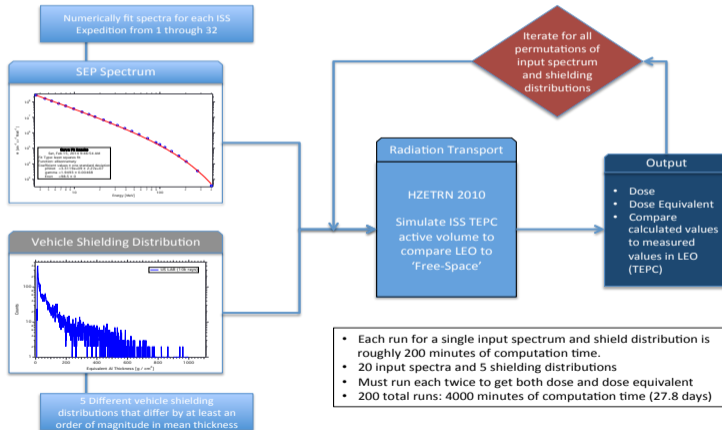 Numerically fit spectra for each ISS
Expedition from 1 through 32
SEP Spectrum
Energy (MeV)
Vehicle Shielding Distribution
Counts
Equivalent Al Thickness [g / cm²]
0
200
400
600
800
1000
5 Different vehicle shielding
distributions that differ by at least an
order of magnitude in mean thickness
Iterate for all
permutations of
input spectrum
and shielding
distributions
Radiation Transport
HZETRN 2010
Simulate ISS TEPC
active volume to
compare LEO to
'Free-Space'
Output
• Dose
• Dose Equivalent
• Compare
calculated values
to measured
values in LEO
(TEPC)
• Each run for a single input spectrum and shield distribution is
roughly 200 minutes of computation time.
• 20 input spectra and 5 shielding distributions
• Must run each twice to get both dose and dose equivalent
• 200 total runs: 4000 minutes of computation time (27.8 days)